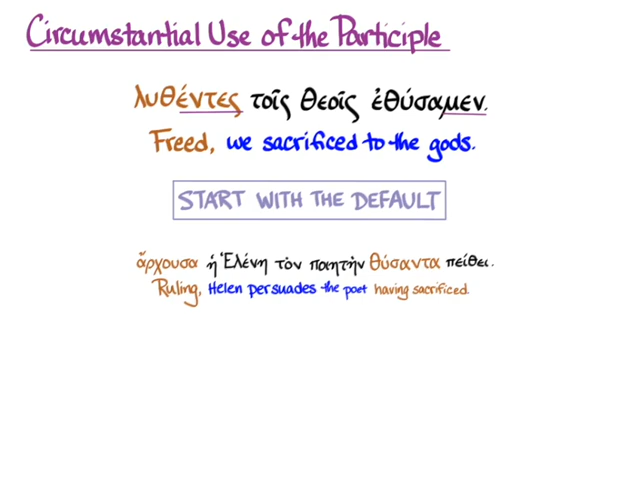 Circumstantial Use of the Participle
λυθέντες τοῖς θεοῖς ἐθύσαμεν.
Freed, we sacrificed to the gods.
START WITH THE DEFAULT
ἄρχουσα ἡ Ἑλένη τὸν ποιητὴν θύσαντα πείθει.
Ruling, Helen persuades the poet having sacrificed.